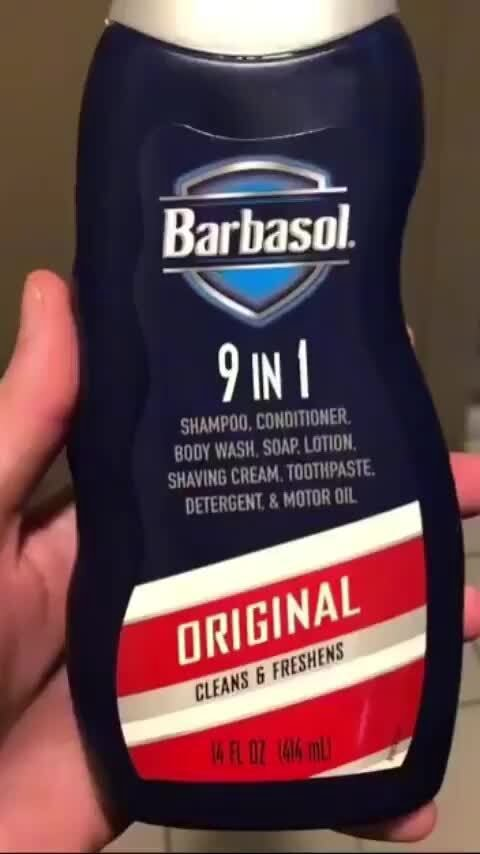 Barbasol.
9 IN 1
SHAMPOO, CONDITIONER,
BODY WASH, SOAP, LOTION,
SHAVING CREAM, TOOTHPASTE,
DETERGENT, & MOTOR OIL
ORIGINAL
CLEANS & FRESHENS
14 FL OZ (414 mL)